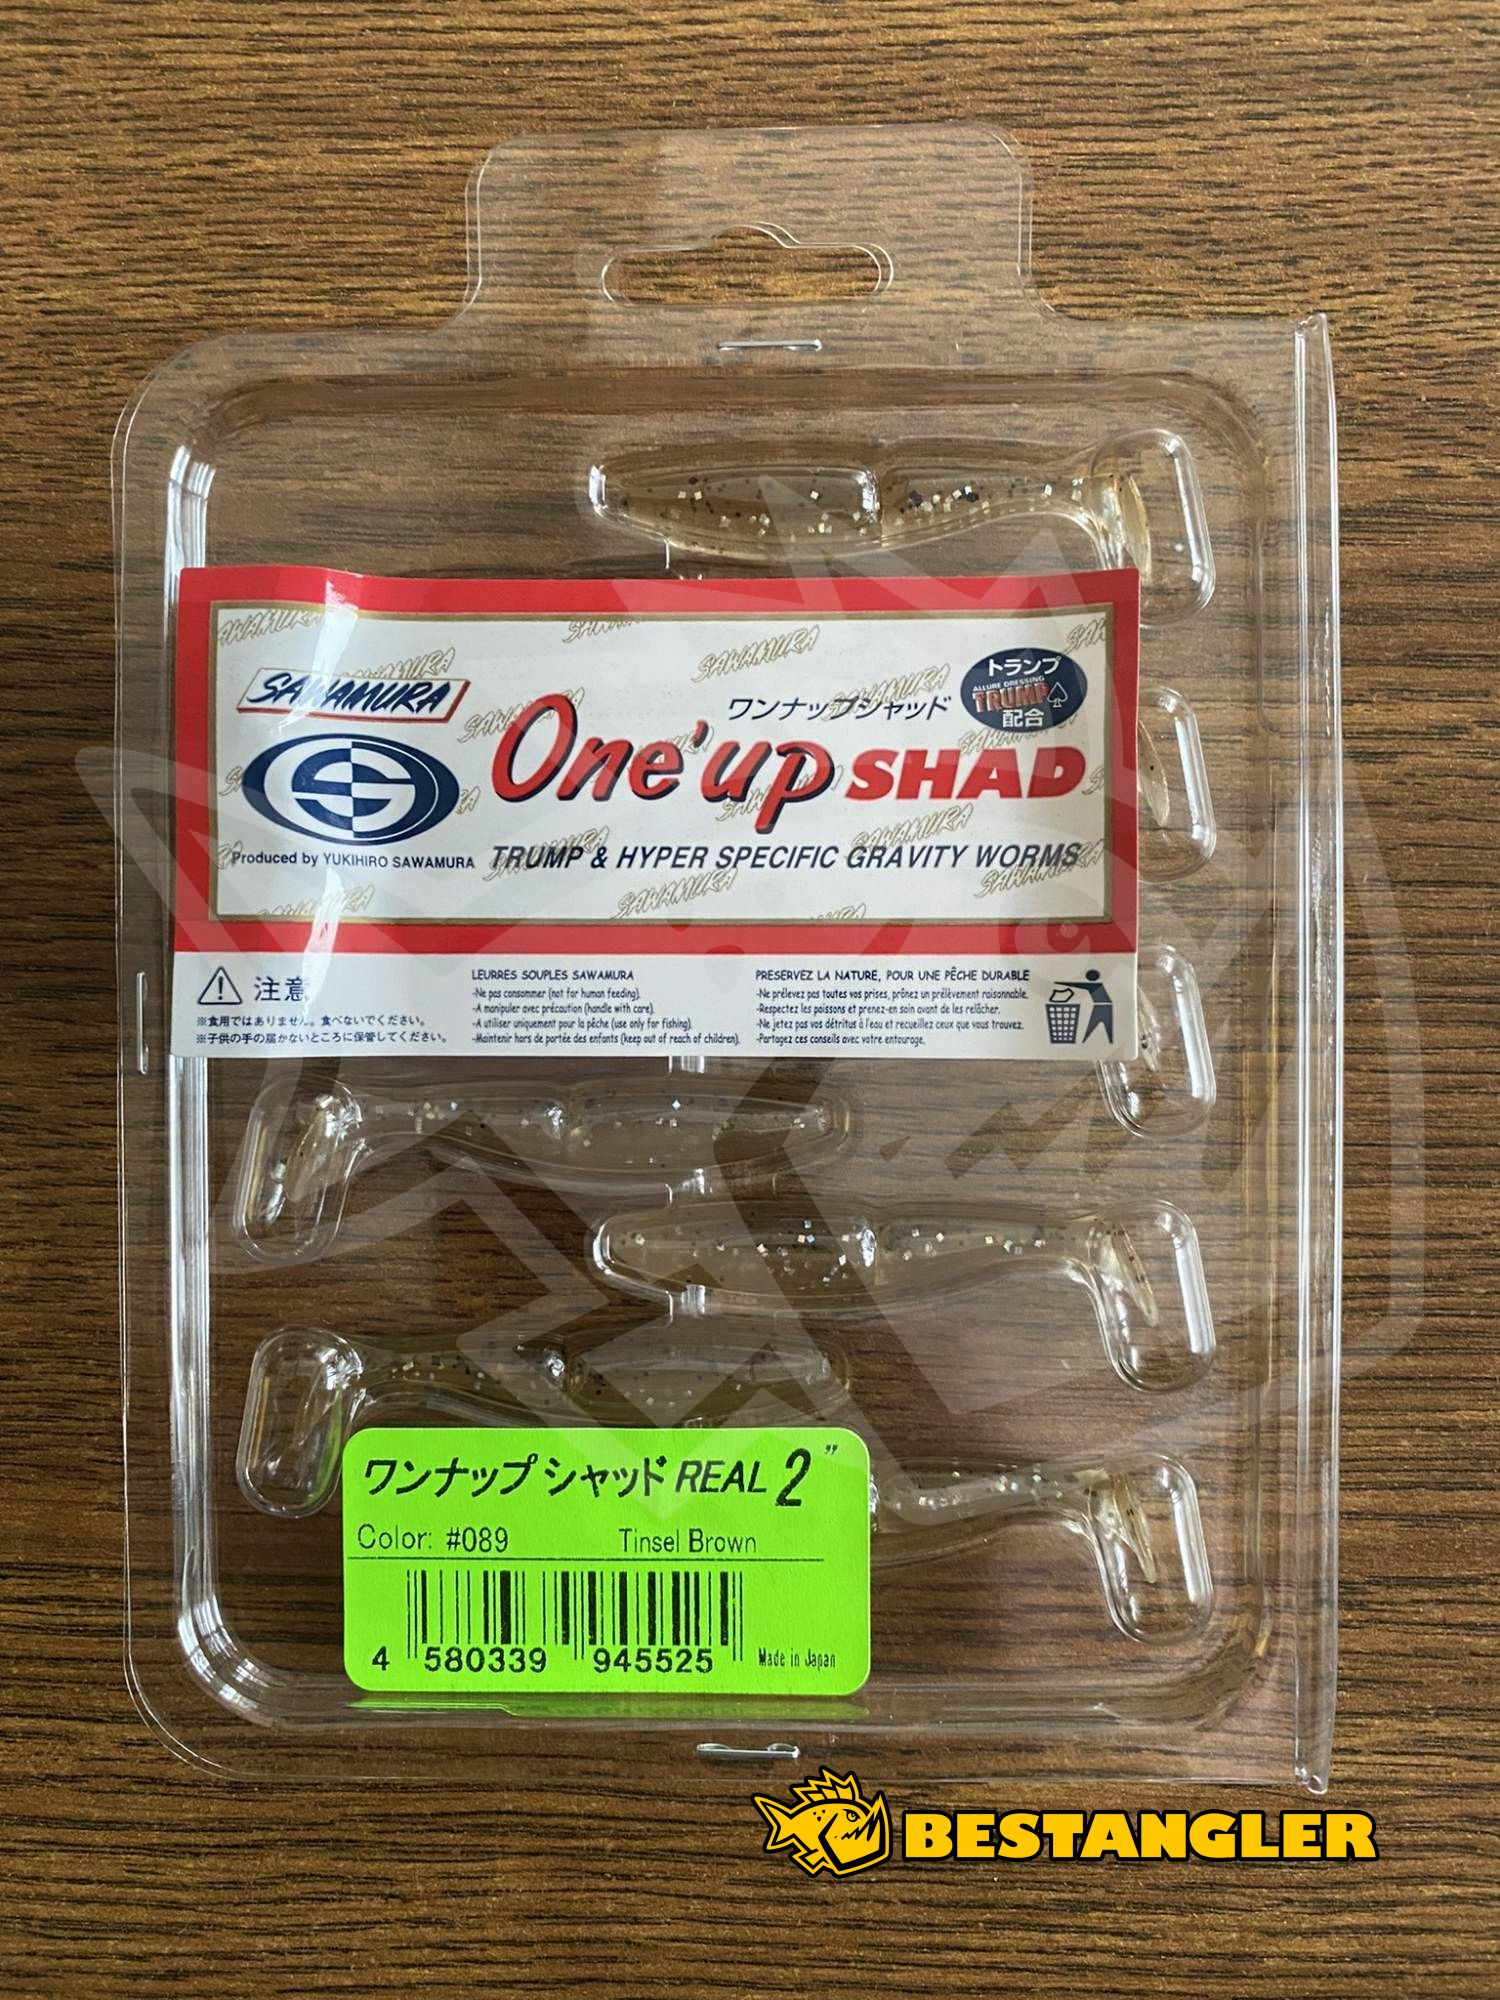 SAWAMURA
ワンナップシャッド
トランプ
ALLURE DRESSING
TRUMP
配合
One'up SHAD
Produced by YUKIHIRO SAWAMURA
TRUMP & HYPER SPECIFIC GRAVITY WORMS
注意
※食用ではありません。食べないでください。
※子供の手の届かないところに保管してください。
LEURRES SOUPLES SAWAMURA
-Ne pas consommer (not for human feeding).
-A manipuler avec précaution (handle with care).
-A utiliser uniquement pour la pêche (use only for fishing).
-Maintenir hors de portée des enfants (keep out of reach of children).
PRESERVEZ LA NATURE, POUR UNE PÊCHE DURABLE
-Ne prélevez pas toutes vos prises, prônez un prélèvement raisonnable.
-Respectez les poissons et prenez-en soin avant de les relâcher.
-Ne jetez pas vos détritus à l'eau et recueillez ceux que vous trouvez.
-Partagez ces conseils avec votre entourage.
ワンナップ シャッド REAL 2"
Color: #089 Tinsel Brown
4 580339 945525
Made in Japan
BESTANGLER